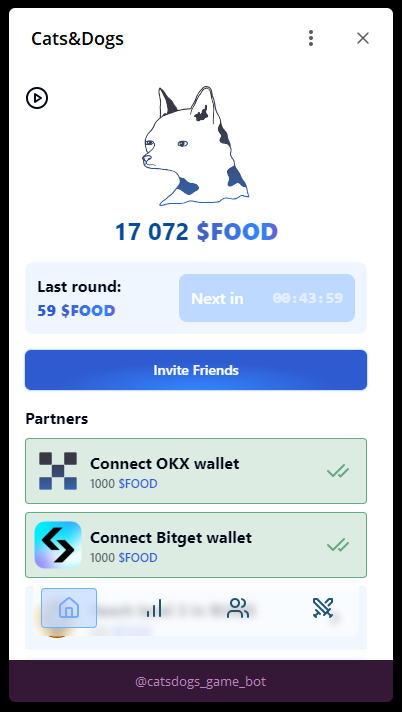 Cats&Dogs
17 072 $FOOD
Last round:
59 $FOOD
Next in 00:43:59
Invite Friends
Partners
Connect OKX wallet
1000 $FOOD
Connect Bitget wallet
1000 $FOOD
@catsdogs_game_bot